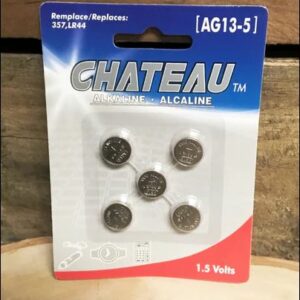 Remplace/Replaces:
357,LR44
[AG13-5]
CHATEAU TM
ALKALINE · ALCALINE
1.5 Volts